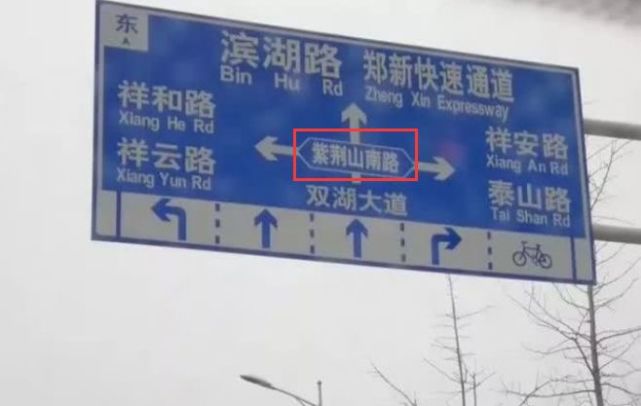 东
滨湖路
Bin Hu Rd
郑新快速通道
Zheng Xin Expressway
祥和路
Xiang He Rd
祥云路
Xiang Yun Rd
紫荆山南路
祥安路
Xiang An Rd
泰山路
Tai Shan Rd
双湖大道